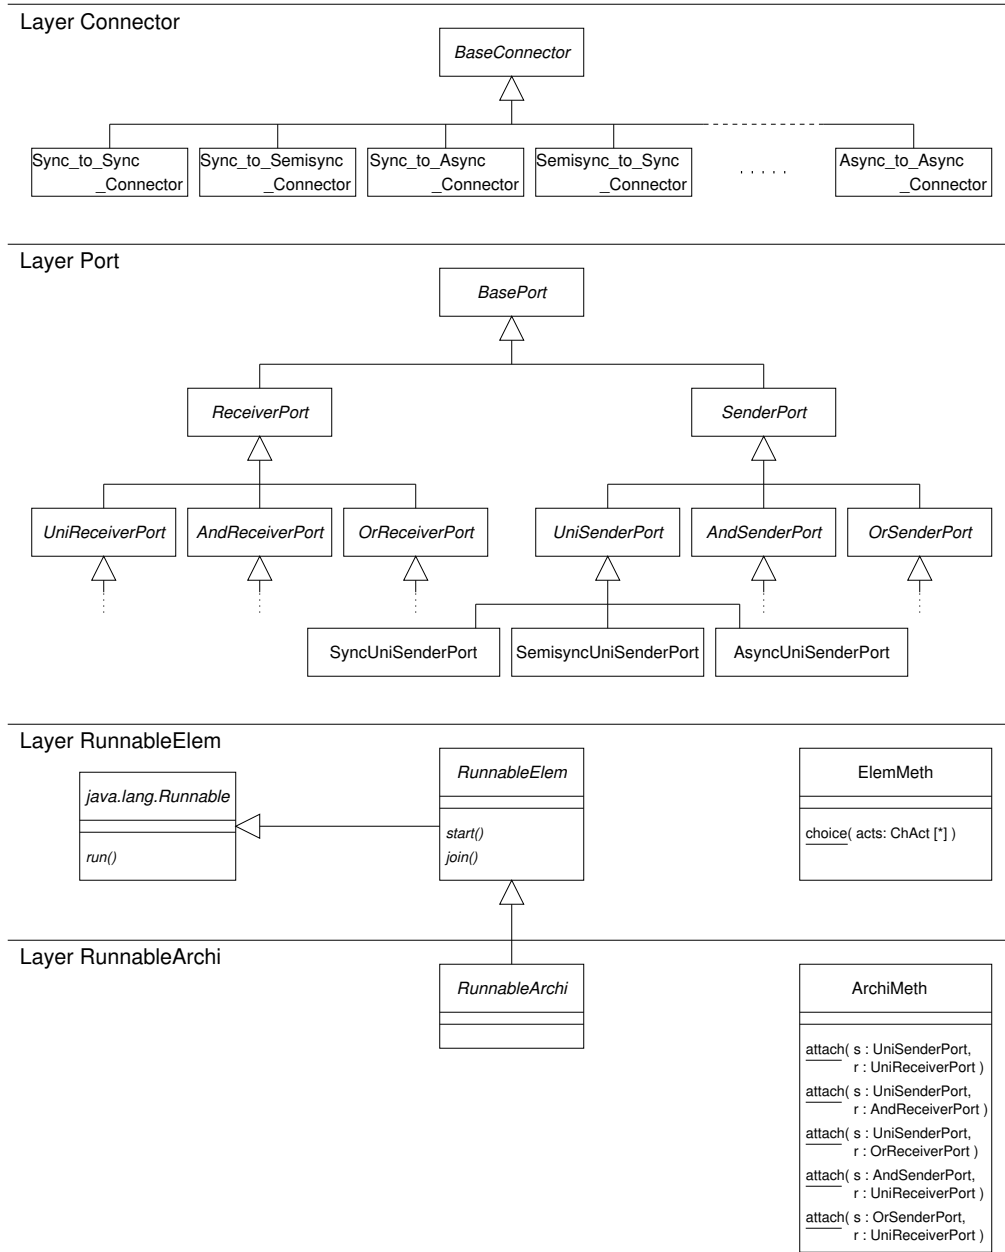 Layer Connector
BaseConnector
Sync_to_Sync
_Connector
Sync_to_Semisync
_Connector
Sync_to_Async
_Connector
Semisync_to_Sync
_Connector
. . . . .
Async_to_Async
_Connector
Layer Port
BasePort
ReceiverPort
SenderPort
UniReceiverPort
AndReceiverPort
OrReceiverPort
UniSenderPort
AndSenderPort
OrSenderPort
SyncUniSenderPort
SemisyncUniSenderPort
AsyncUniSenderPort
Layer RunnableElem
java.lang.Runnable
run()
RunnableElem
start()
join()
ElemMeth
choice( acts: ChAct [*] )
Layer RunnableArchi
RunnableArchi
ArchiMeth
attach( s : UniSenderPort,
r : UniReceiverPort )
attach( s : UniSenderPort,
r : AndReceiverPort )
attach( s : UniSenderPort,
r : OrReceiverPort )
attach( s : AndSenderPort,
r : UniReceiverPort )
attach( s : OrSenderPort,
r : UniReceiverPort )